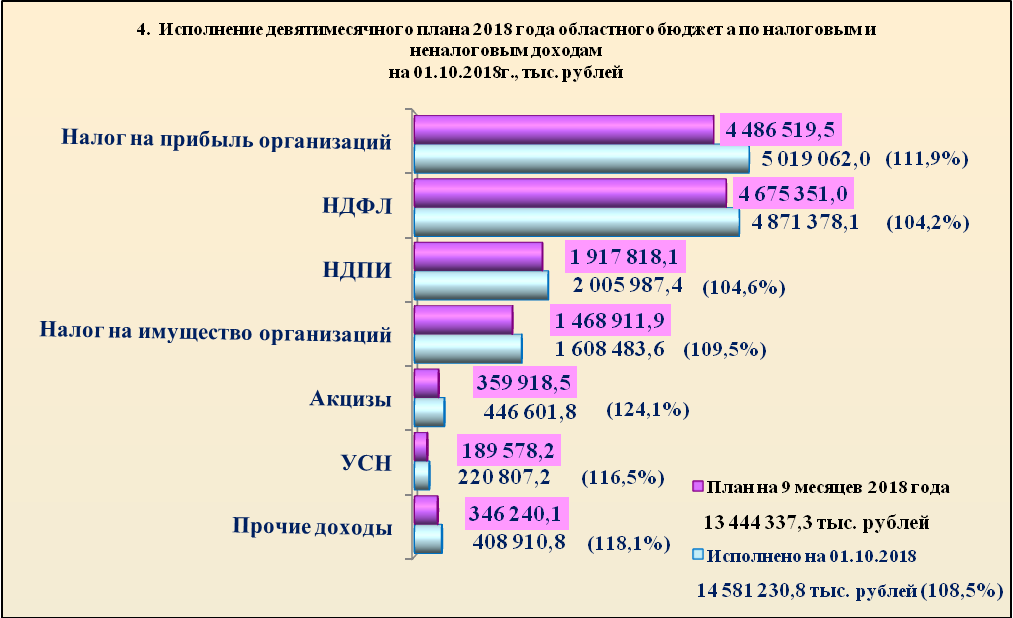 4. Исполнение девятимесячного плана 2018 года областного бюджета по налоговым и
неналоговым доходам
на 01.10.2018г., тыс. рублей
Налог на прибыль организаций
4 486 519,5
5 019 062,0 (111,9%)
НДФЛ
4 675 351,0
4 871 378,1 (104,2%)
НДПИ
1 917 818,1
2 005 987,4 (104,6%)
Налог на имущество организаций
1 468 911,9
1 608 483,6 (109,5%)
Акцизы
359 918,5
446 601,8 (124,1%)
УСН
189 578,2
220 807,2 (116,5%)
Прочие доходы
346 240,1
408 910,8 (118,1%)
План на 9 месяцев 2018 года
13 444 337,3 тыс. рублей
Исполнено на 01.10.2018
14 581 230,8 тыс. рублей (108,5%)